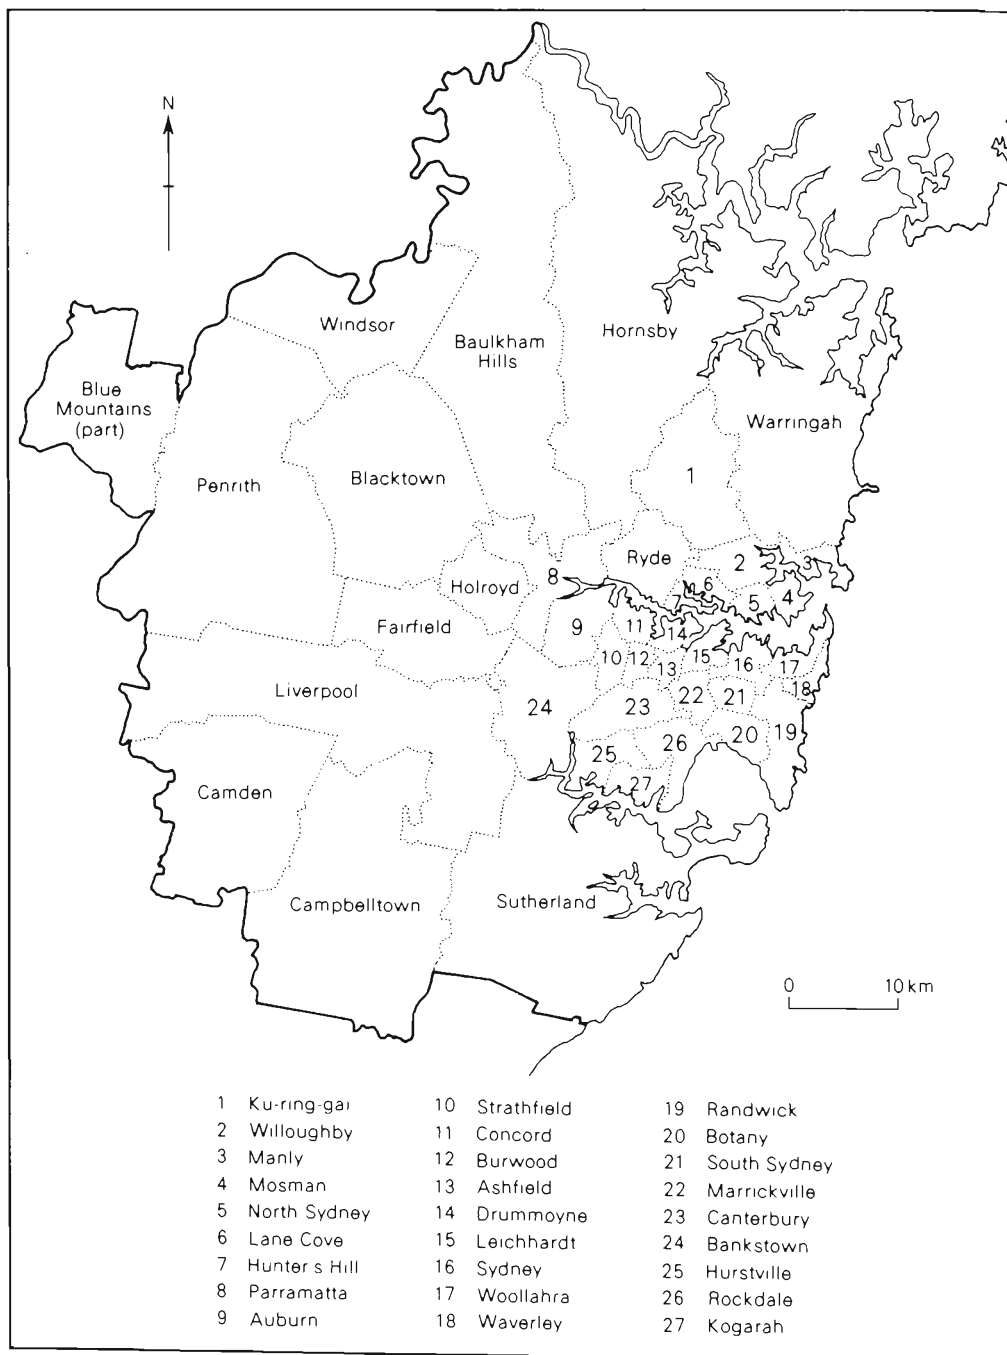 N
Windsor
Baulkham
Hills
Hornsby
Blue
Mountains
(part)
Warringah
Penrith
Blacktown
1
Ryde
2
3
Holroyd
8
6
7
5
4
Fairfield
9
11
14
10
12
13
15
16
17
18
Liverpool
24
23
22
21
20
19
25
26
27
Camden
Campbelltown
Sutherland
0 10 km
1 Ku-ring-gai
2 Willoughby
3 Manly
4 Mosman
5 North Sydney
6 Lane Cove
7 Hunter s Hill
8 Parramatta
9 Auburn
10 Strathfield
11 Concord
12 Burwood
13 Ashfield
14 Drummoyne
15 Leichhardt
16 Sydney
17 Woollahra
18 Waverley
19 Randwick
20 Botany
21 South Sydney
22 Marrickville
23 Canterbury
24 Bankstown
25 Hurstville
26 Rockdale
27 Kogarah